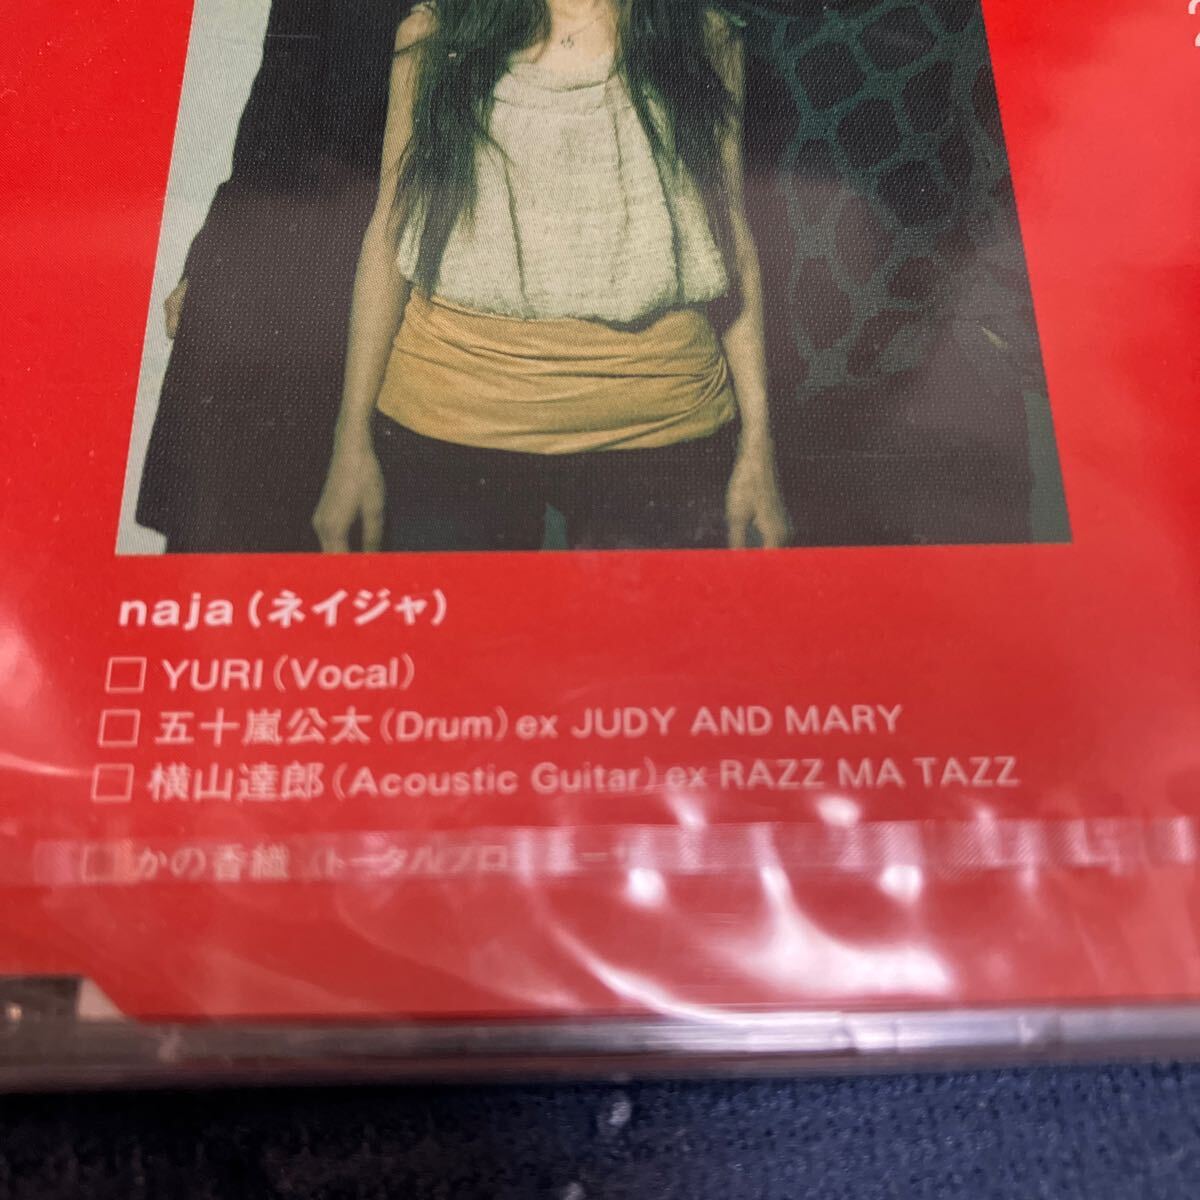 naja(ネイジャ)
□ YURI(Vocal)
□ 五十嵐公太(Drum)ex JUDY AND MARY
□ 横山達郎(Acoustic Guitar)ex RAZZ MA TAZZ
□ かの香織